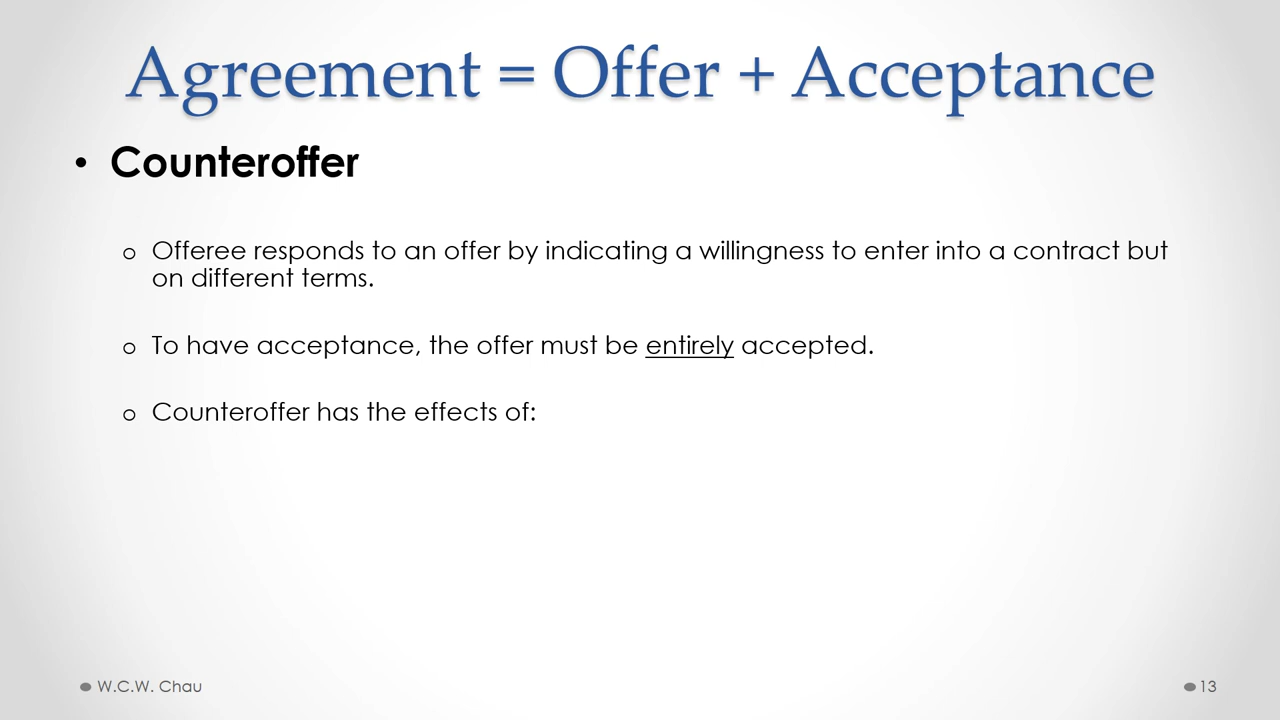 Agreement = Offer + Acceptance
• Counteroffer
o Offeree responds to an offer by indicating a willingness to enter into a contract but
on different terms.
o To have acceptance, the offer must be entirely accepted.
o Counteroffer has the effects of:
W.C.W. Chau
13